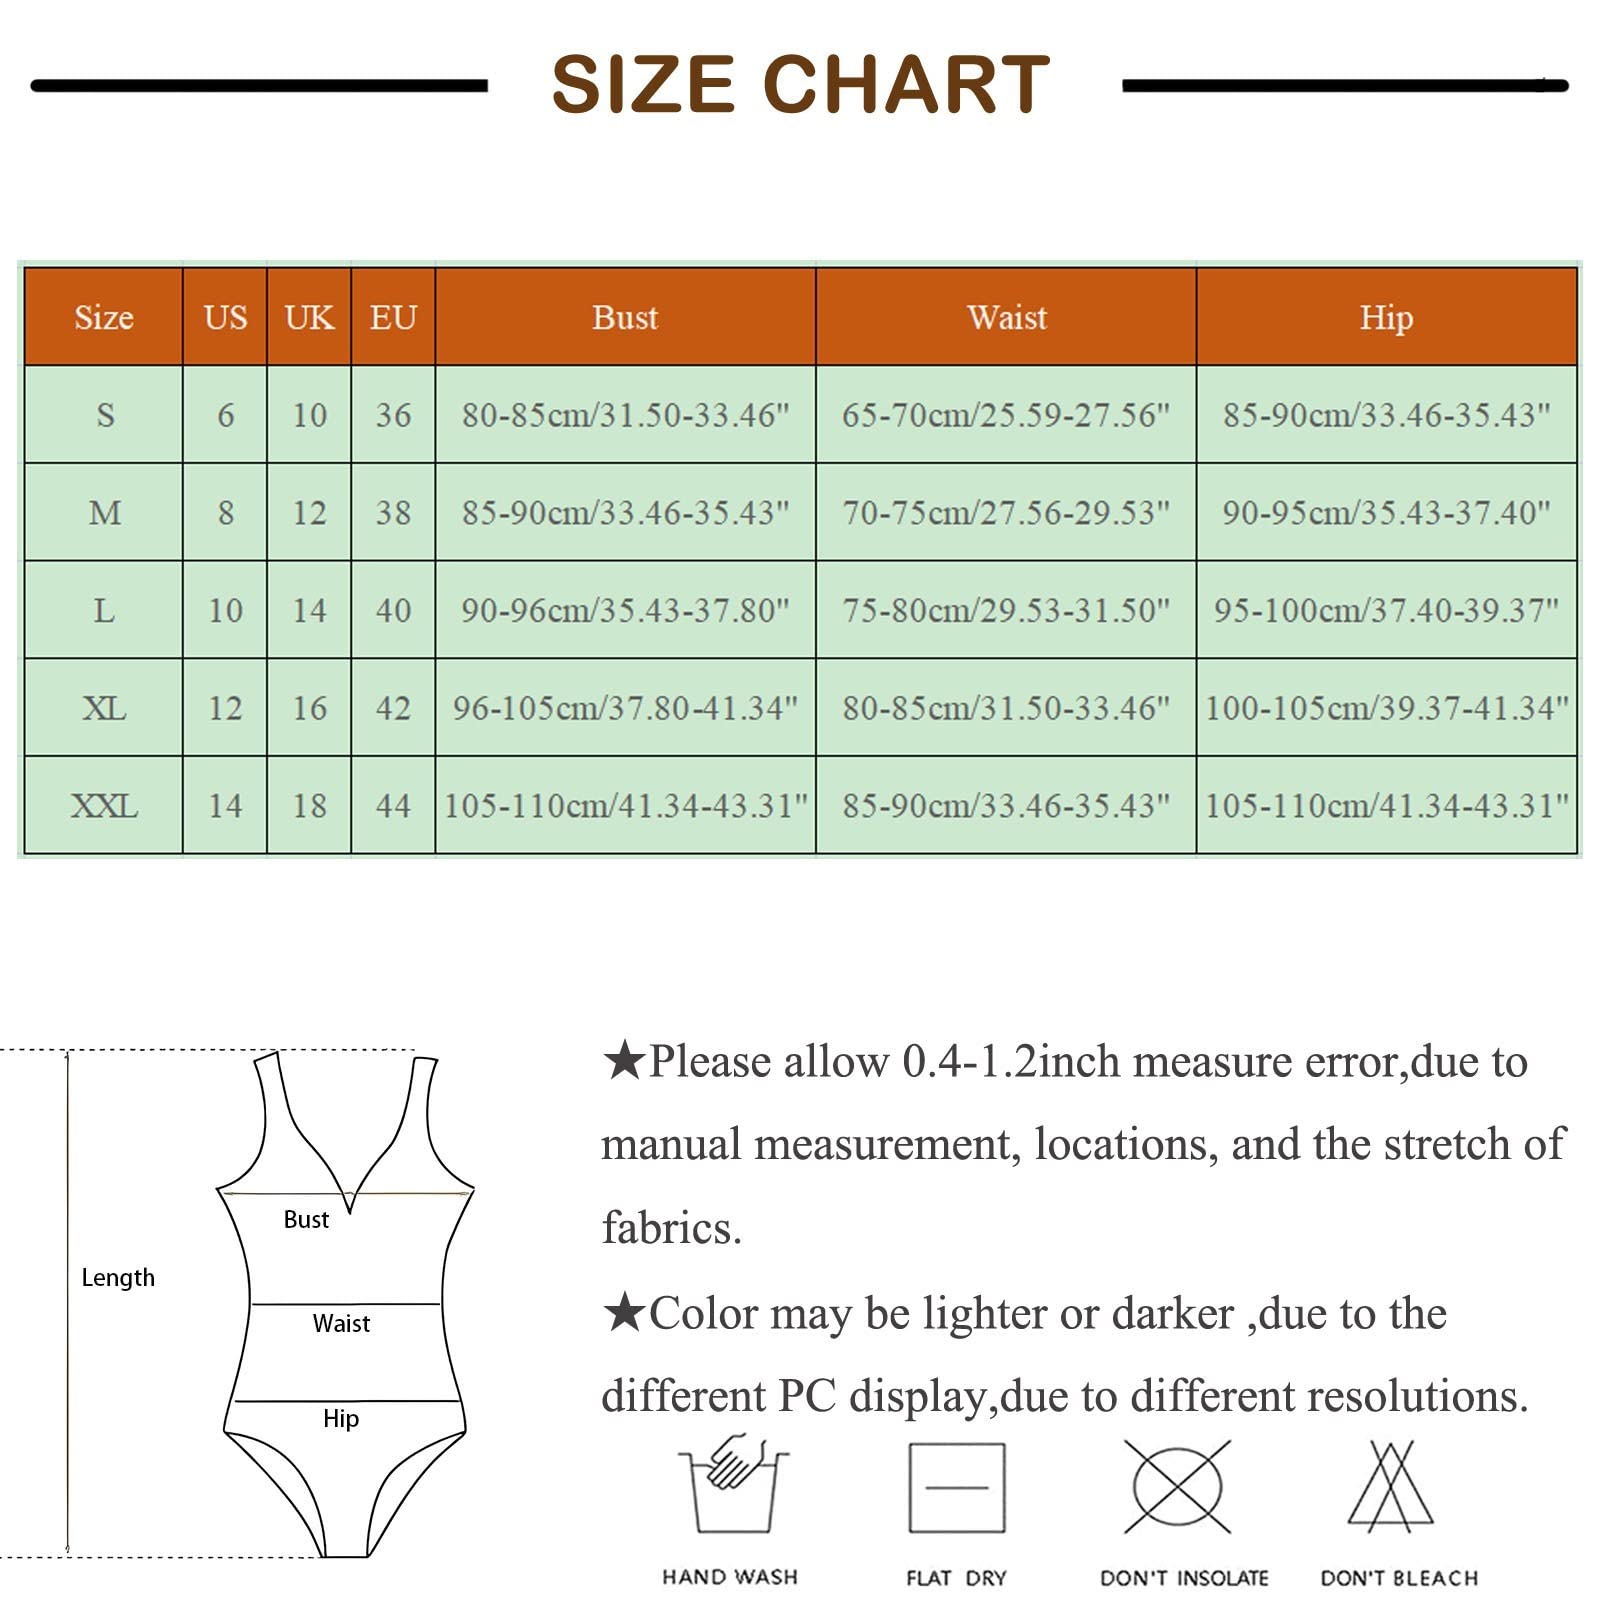 SIZE CHART
Size US UK EU Bust Waist Hip
S 6 10 36 80-85cm/31.50-33.46" 65-70cm/25.59-27.56" 85-90cm/33.46-35.43"
M 8 12 38 85-90cm/33.46-35.43" 70-75cm/27.56-29.53" 90-95cm/35.43-37.40"
L 10 14 40 90-96cm/35.43-37.80" 75-80cm/29.53-31.50" 95-100cm/37.40-39.37"
XL 12 16 42 96-105cm/37.80-41.34" 80-85cm/31.50-33.46" 100-105cm/39.37-41.34"
XXL 14 18 44 105-110cm/41.34-43.31" 85-90cm/33.46-35.43" 105-110cm/41.34-43.31"
Length
Bust
Waist
Hip
★Please allow 0.4-1.2inch measure error,due to
manual measurement, locations, and the stretch of
fabrics.
★Color may be lighter or darker ,due to the
different PC display,due to different resolutions.
HAND WASH FLAT DRY DON'T INSOLATE DON'T BLEACH